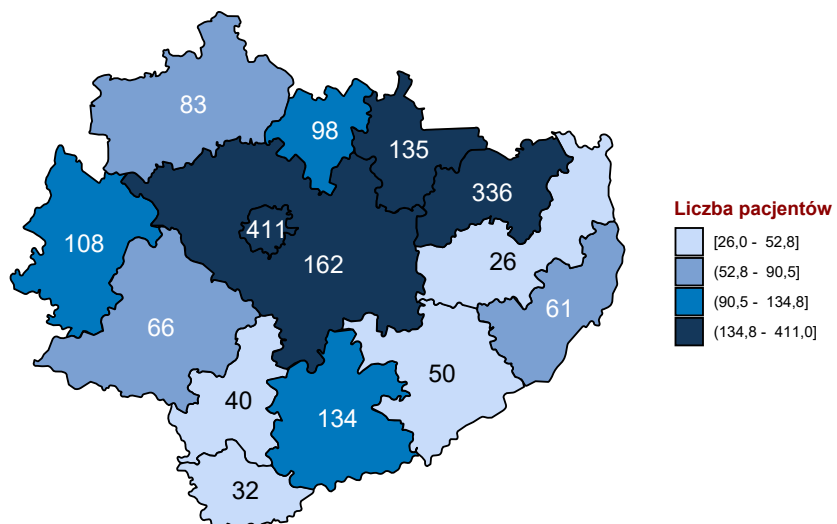 83
98
135
336
108
411
162
26
61
66
50
40
134
32
Liczba pacjentów
[26,0 - 52,8]
(52,8 - 90,5]
(90,5 - 134,8]
(134,8 - 411,0]